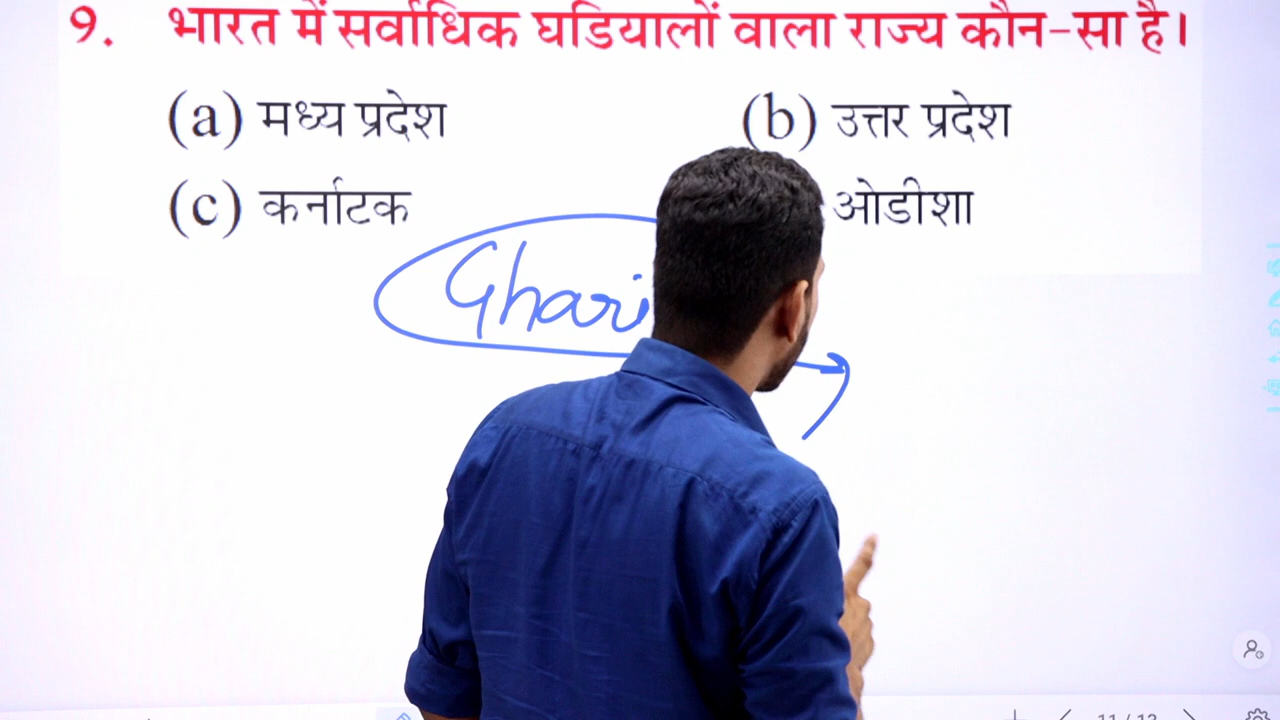 9. भारत में सर्वाधिक घडियालों वाला राज्य कौन-सा है।
(a) मध्य प्रदेश (b) उत्तर प्रदेश
(c) कर्नाटक ओडीशा
Ghari